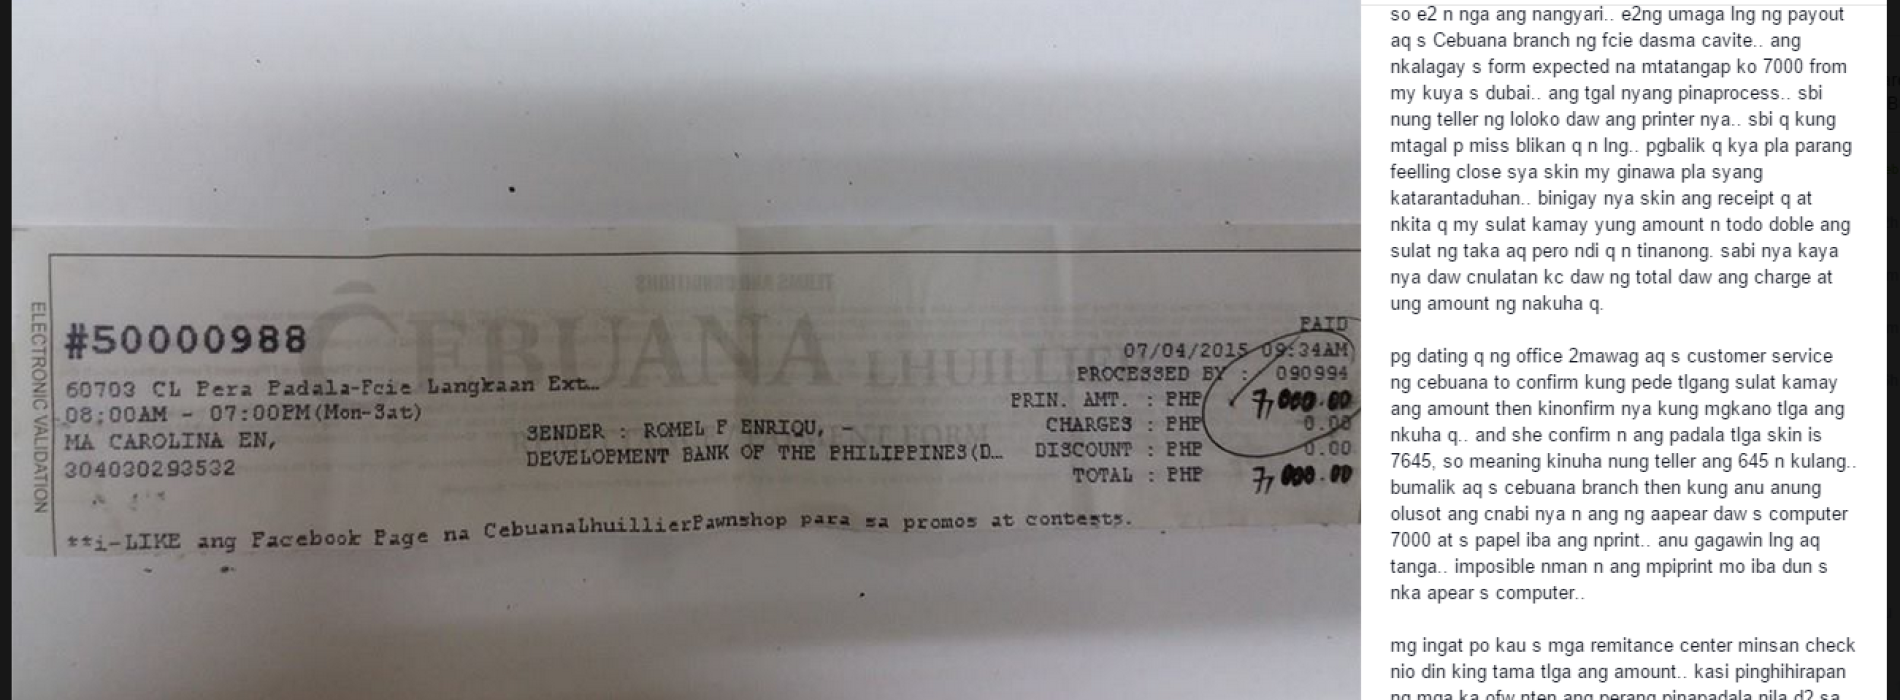 ELECTRONIC VALIDATION
TERMS AND CONDITIONS
CEBUANA LHUILLIER
#50000988
60703 CL Pera Padala-Fcie Langkaan Ext…
08:00AM - 07:00PM(Mon-Sat)
MA CAROLINA EN,
304030293532
SENDER : ROMEL F ENRIQU, -
DEVELOPMENT BANK OF THE PHILIPPINES(D…
PAID
07/04/2015 09:34AM
PROCESSED BY : 090994
PRIN. AMT. : PHP 7,000.00
CHARGES : PHP 0.00
DISCOUNT : PHP 0.00
TOTAL : PHP 7,000.00
**i-LIKE ang Facebook Page na CebuanaLhuillierPawnshop para sa promos at contests.
so e2 n nga ang nangyari.. e2ng umaga lng ng payout
aq s Cebuana branch ng fcie dasma cavite.. ang
nkalagay s form expected na mtatangap ko 7000 from
my kuya s dubai.. ang tgal nyang pinaprocess.. sbi
nung teller ng loloko daw ang printer nya.. sbi q kung
mtagal p miss blikan q n lng.. pgbalik q kya pla parang
feelling close sya skin my ginawa pla syang
katarantaduhan.. binigay nya skin ang receipt q at
nkita q my sulat kamay yung amount n todo doble ang
sulat ng taka aq pero ndi q n tinanong. sabi nya kaya
nya daw cnulatan kc daw ng total daw ang charge at
ung amount ng nakuha q.
pg dating q ng office 2mawag aq s customer service
ng cebuana to confirm kung pede tlgang sulat kamay
ang amount then kinonfirm nya kung mgkano tlga ang
nkuha q.. and she confirm n ang padala tlga skin is
7645, so meaning kinuha nung teller ang 645 n kulang..
bumalik aq s cebuana branch then kung anu anung
olusot ang cnabi nya n ang ng aapear daw s computer
7000 at s papel iba ang nprint.. anu gagawin lng aq
tanga.. imposible nman n ang mpiprint mo iba dun s
nka apear s computer..
mg ingat po kau s mga remitance center minsan check
nio din king tama tlga ang amount.. kasi pinghihirapan
ng mga ka ofw nten ang perang pinapadala nila d2 sa